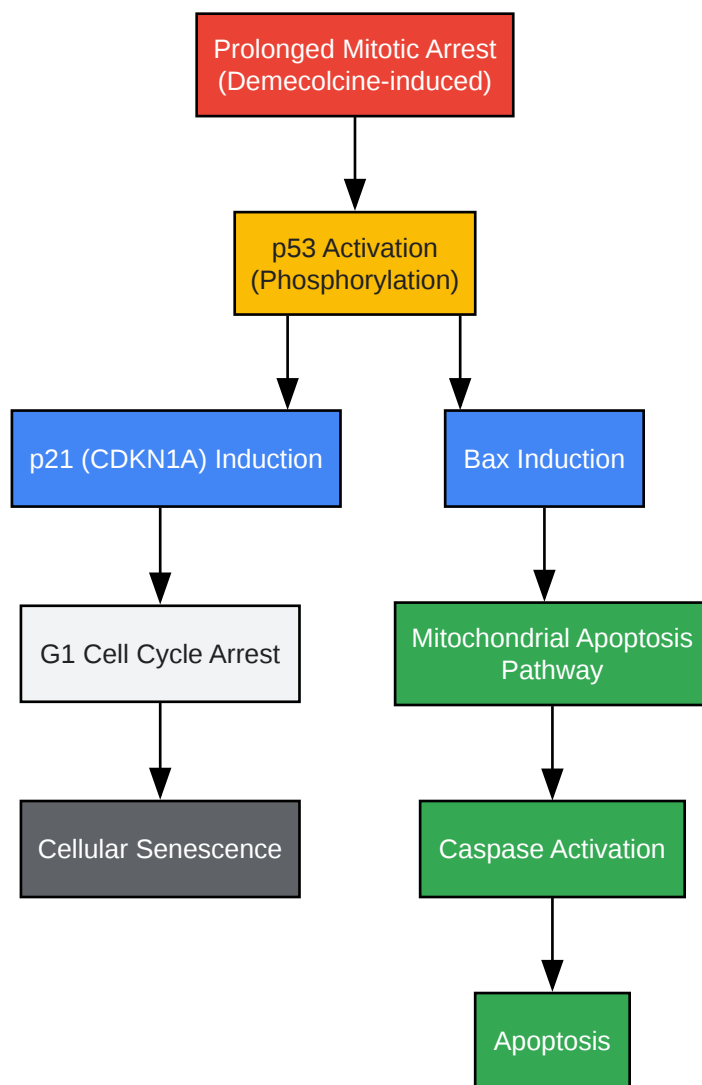 Prolonged Mitotic Arrest
(Demecolcine-induced)
p53 Activation
(Phosphorylation)
p21 (CDKN1A) Induction
Bax Induction
G1 Cell Cycle Arrest
Mitochondrial Apoptosis
Pathway
Cellular Senescence
Caspase Activation
Apoptosis